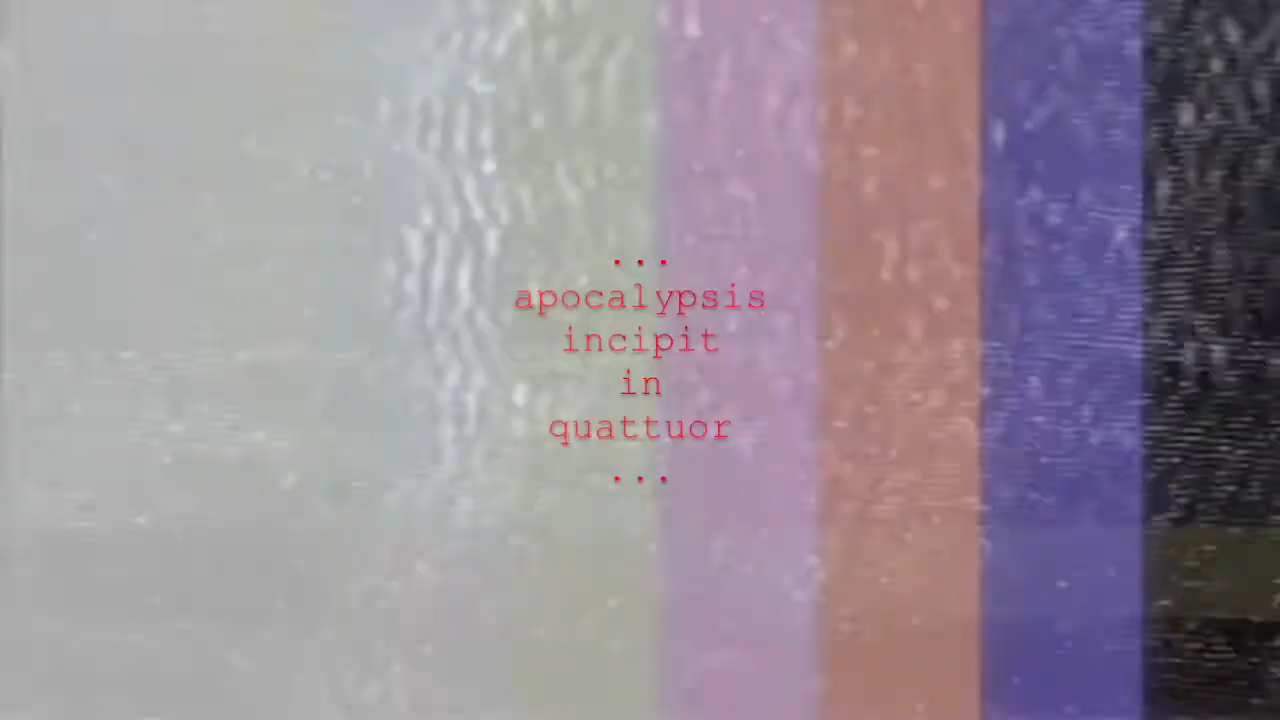 ...
apocalypsis
incipit
in
quattuor
...